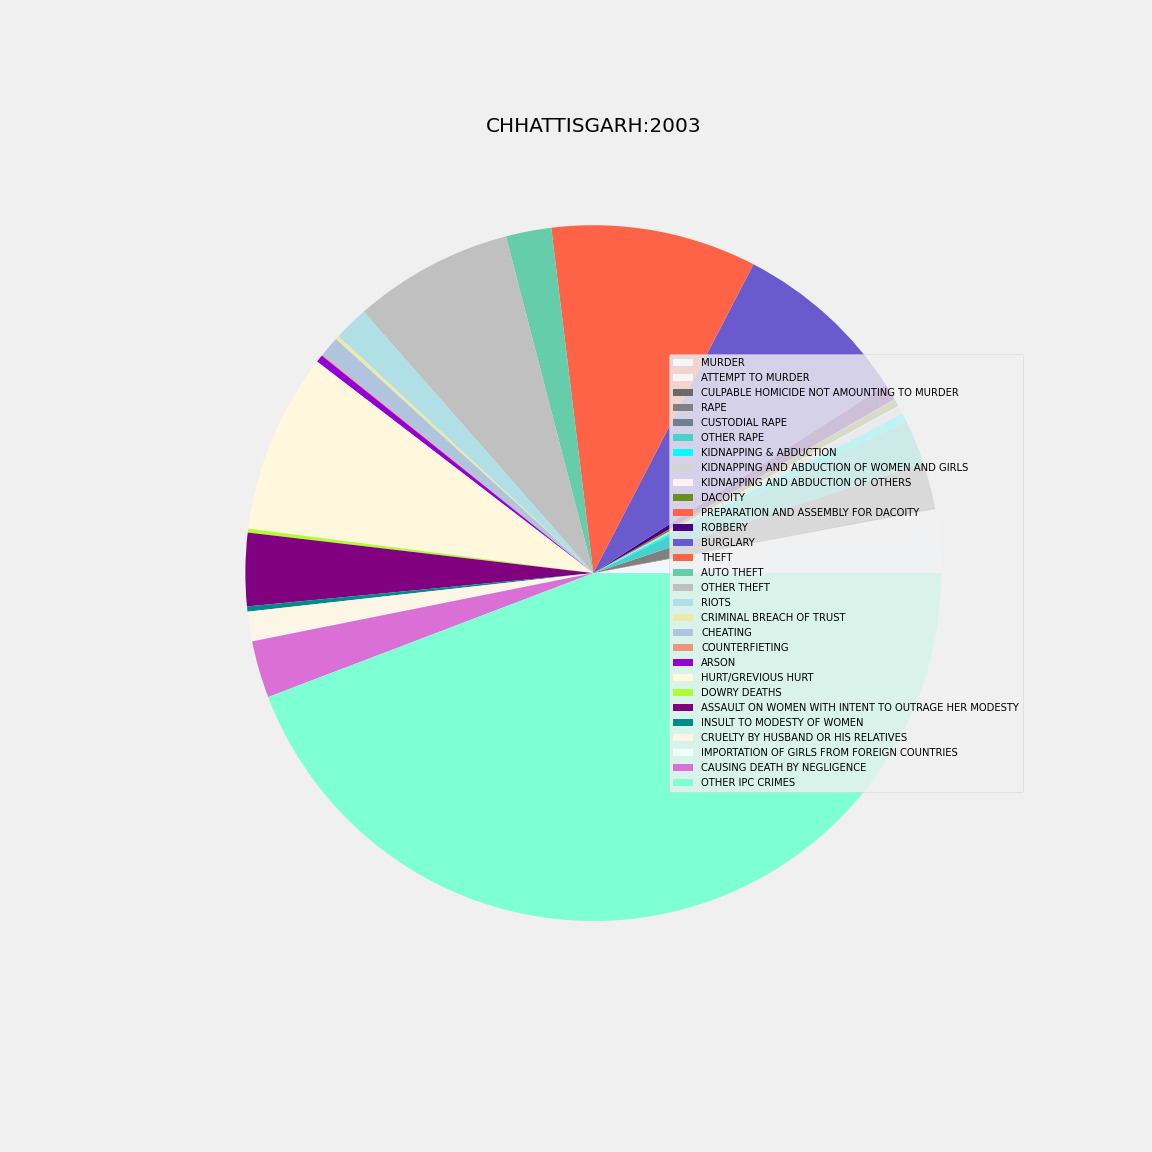 CHHATTISGARH:2003
MURDER
ATTEMPT TO MURDER
CULPABLE HOMICIDE NOT AMOUNTING TO MURDER
RAPE
CUSTODIAL RAPE
OTHER RAPE
KIDNAPPING & ABDUCTION
KIDNAPPING AND ABDUCTION OF WOMEN AND GIRLS
KIDNAPPING AND ABDUCTION OF OTHERS
DACOITY
PREPARATION AND ASSEMBLY FOR DACOITY
ROBBERY
BURGLARY
THEFT
AUTO THEFT
OTHER THEFT
RIOTS
CRIMINAL BREACH OF TRUST
CHEATING
COUNTERFIETING
ARSON
HURT/GREVIOUS HURT
DOWRY DEATHS
ASSAULT ON WOMEN WITH INTENT TO OUTRAGE HER MODESTY
INSULT TO MODESTY OF WOMEN
CRUELTY BY HUSBAND OR HIS RELATIVES
IMPORTATION OF GIRLS FROM FOREIGN COUNTRIES
CAUSING DEATH BY NEGLIGENCE
OTHER IPC CRIMES